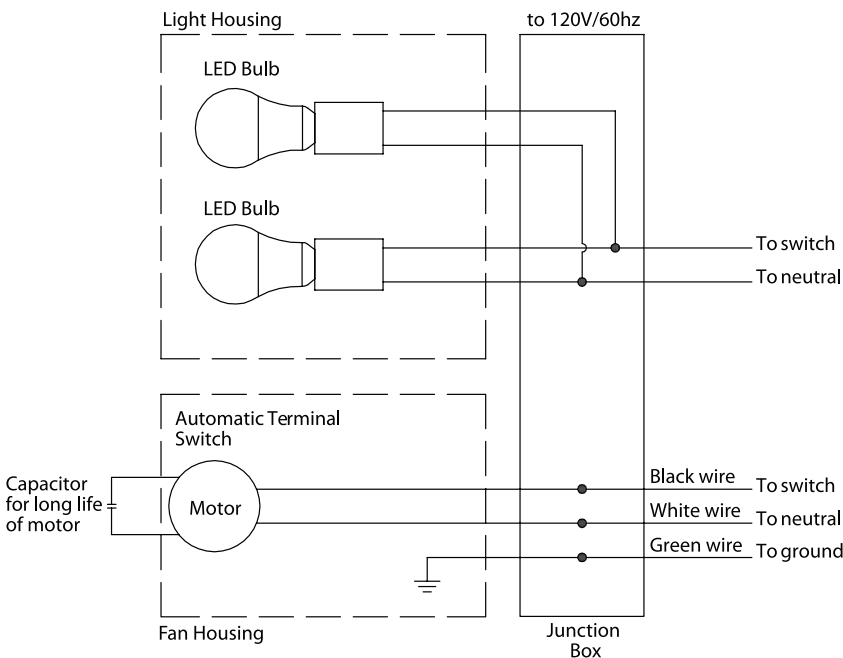 Light Housing
to 120V/60hz
LED Bulb
LED Bulb
To switch
To neutral
Automatic Terminal
Switch
Capacitor
for long life
of motor
Motor
Black wire
To switch
White wire
To neutral
Green wire
To ground
Fan Housing
Junction
Box